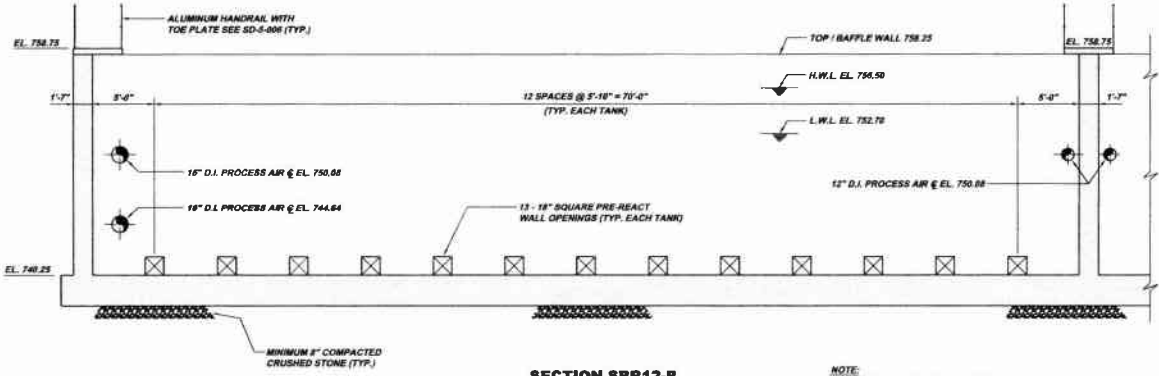 ALUMINUM HANDRAIL WITH
TOE PLATE SEE SD-5-006 (TYP.)
EL. 758.75
TOP / BAFFLE WALL 758.25
EL. 758.75
H.W.L. EL. 756.50
1'-7"
5'-0"
12 SPACES @ 5'-10" = 70'-0"
(TYP. EACH TANK)
5'-0"
1'-7"
L.W.L. EL. 752.70
16" D.I. PROCESS AIR ℄ EL. 750.08
12" D.I. PROCESS AIR ℄ EL. 750.08
16" D.I. PROCESS AIR ℄ EL. 744.64
13 - 18" SQUARE PRE-REACT
WALL OPENINGS (TYP. EACH TANK)
EL. 740.25
MINIMUM 8" COMPACTED
CRUSHED STONE (TYP.)
NOTE: